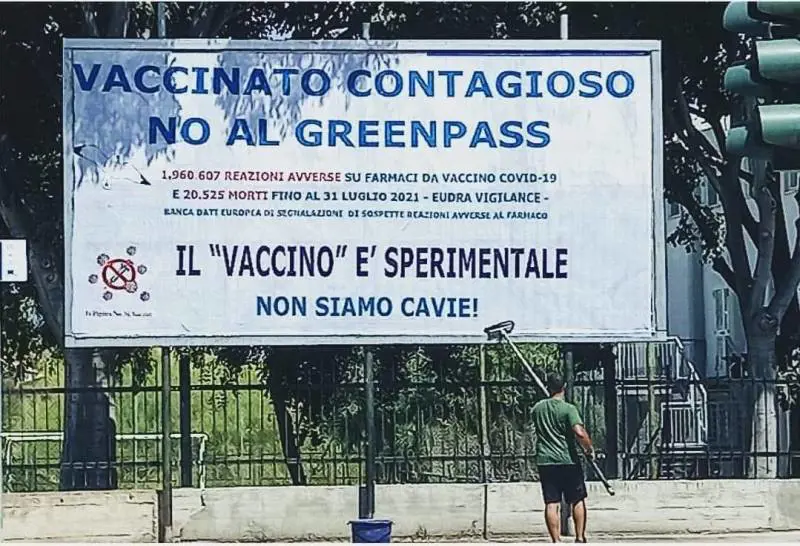 VACCINATO CONTAGIOSO
NO AL GREENPASS
1,960.607 REAZIONI AVVERSE SU FARMACI DA VACCINO COVID-19
E 20.525 MORTI FINO AL 31 LUGLIO 2021 - EUDRA VIGILANCE -
BANCA DATI EUROPEA DI SEGNALAZIONI DI SOSPETTE REAZIONI AVVERSE AL FARMACO
IL "VACCINO" E' SPERIMENTALE
NON SIAMO CAVIE!